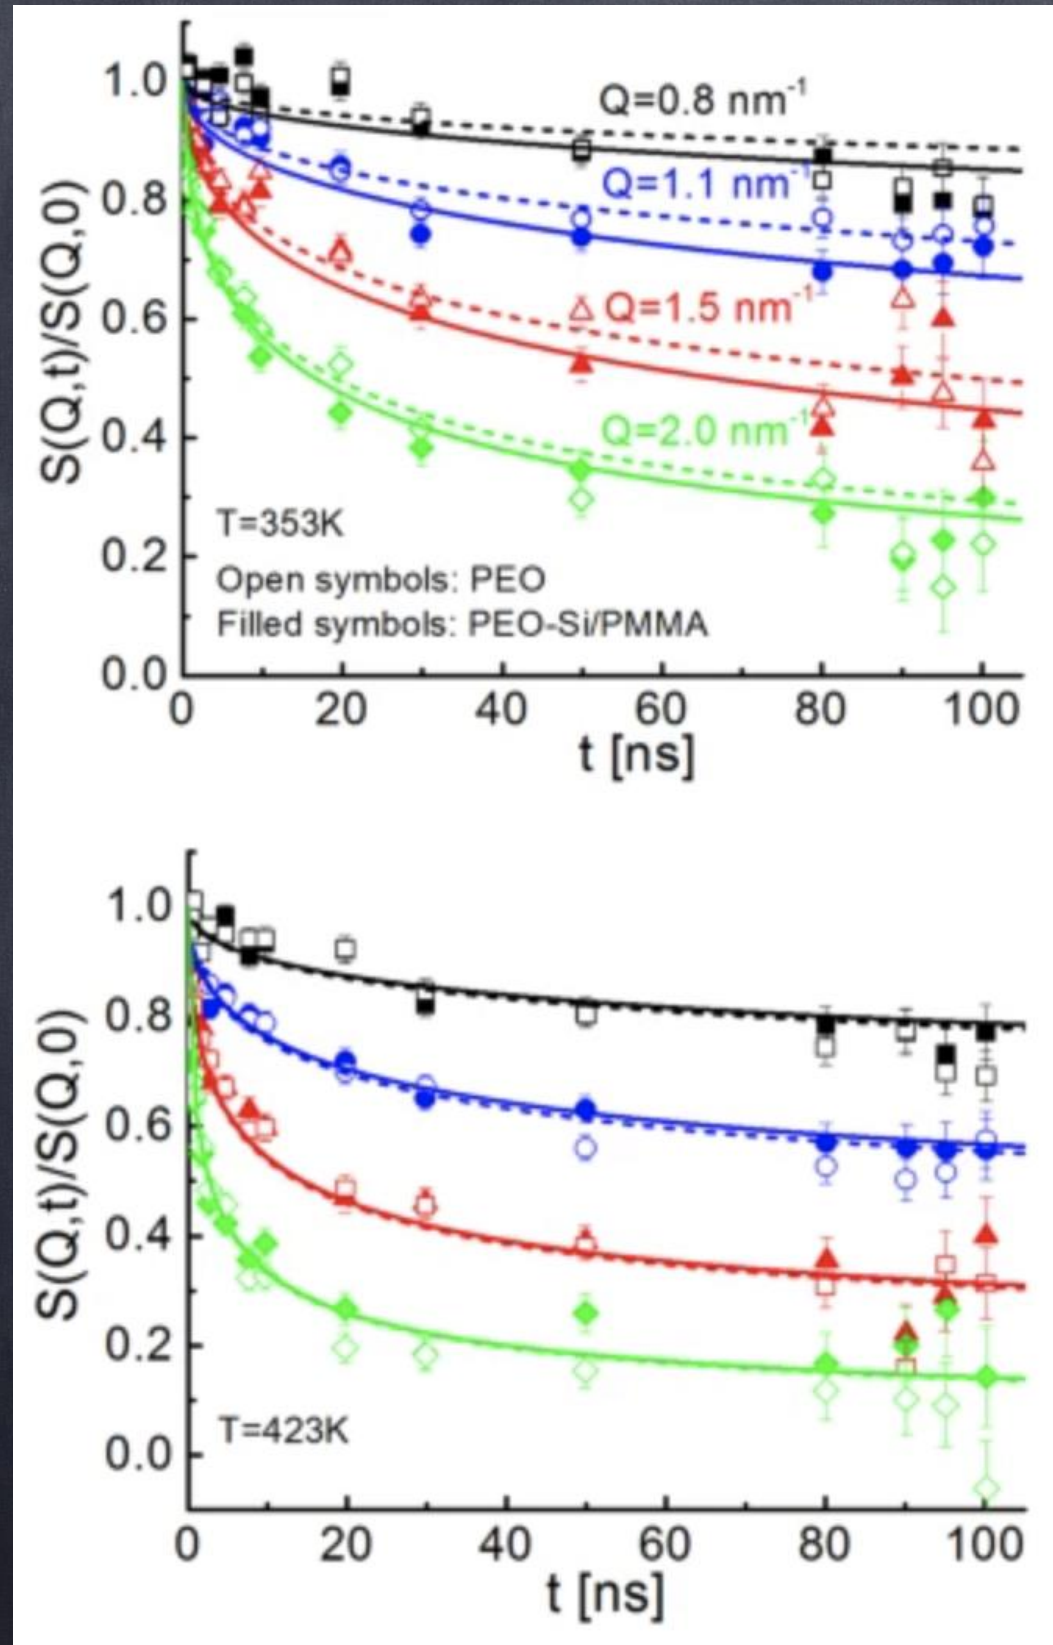 S(Q,t)/S(Q,0)
1.0
0.8
0.6
0.4
0.2
0.0
Q=0.8 nm⁻¹
Q=1.1 nm⁻¹
Q=1.5 nm⁻¹
Q=2.0 nm⁻¹
T=353K
Open symbols: PEO
Filled symbols: PEO-Si/PMMA
0 20 40 60 80 100
t [ns]
S(Q,t)/S(Q,0)
1.0
0.8
0.6
0.4
0.2
0.0
T=423K
0 20 40 60 80 100
t [ns]